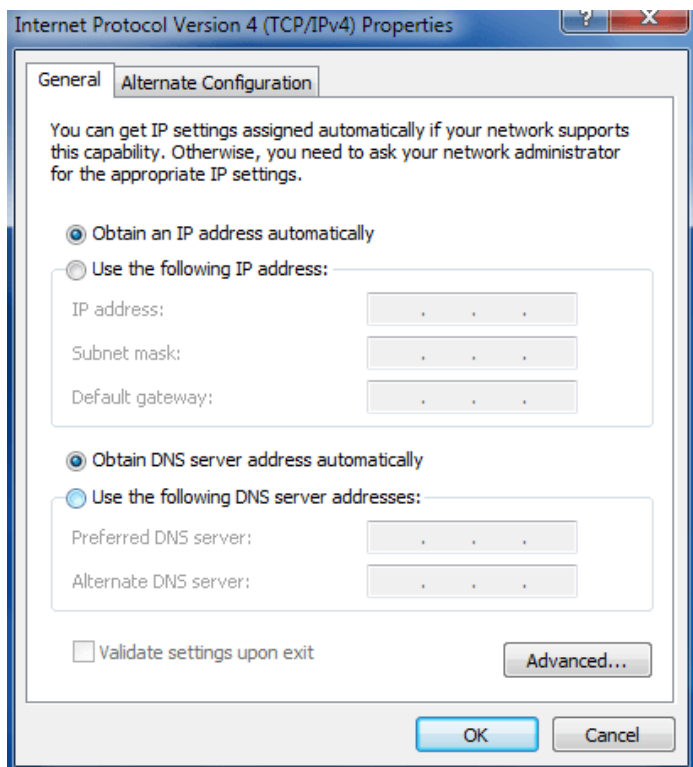 Internet Protocol Version 4 (TCP/IPv4) Properties
? X
General
Alternate Configuration
You can get IP settings assigned automatically if your network supports
this capability. Otherwise, you need to ask your network administrator
for the appropriate IP settings.
Obtain an IP address automatically
Use the following IP address:
IP address: . . .
Subnet mask: . . .
Default gateway: . . .
Obtain DNS server address automatically
Use the following DNS server addresses:
Preferred DNS server: . . .
Alternate DNS server: . . .
Validate settings upon exit
Advanced...
OK
Cancel